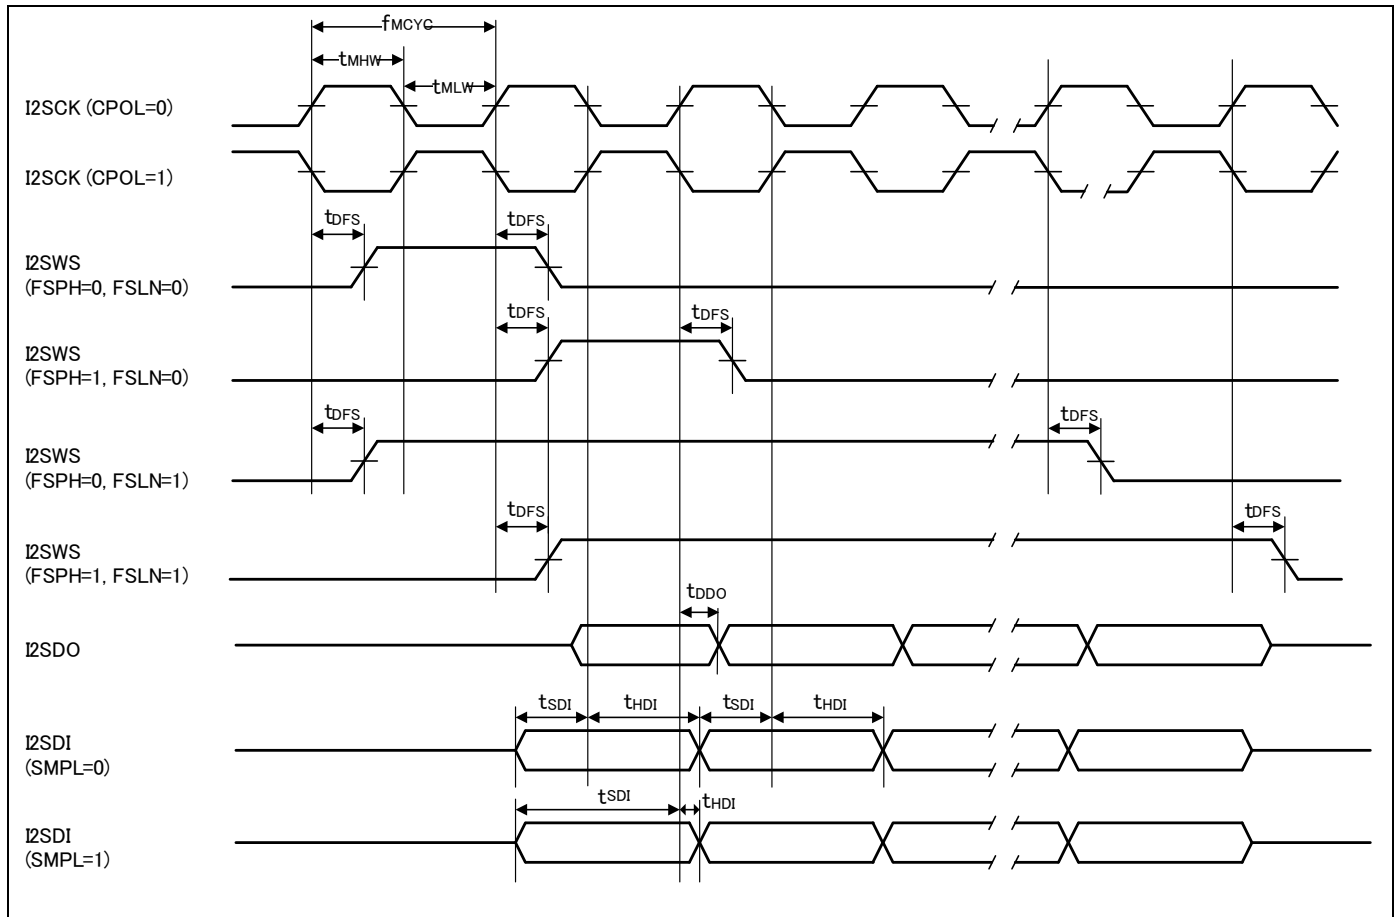 fMCYC
tMHW
tMLW
I2SCK (CPOL=0)
I2SCK (CPOL=1)
tDFS tDFS
I2SWS
(FSPH=0, FSLN=0)
tDFS tDFS
I2SWS
(FSPH=1, FSLN=0)
tDFS tDFS
I2SWS
(FSPH=0, FSLN=1)
tDFS tDFS
I2SWS
(FSPH=1, FSLN=1)
tDDO
I2SDO
tSDI tHDI tSDI tHDI
I2SDI
(SMPL=0)
tSDI tHDI
I2SDI
(SMPL=1)